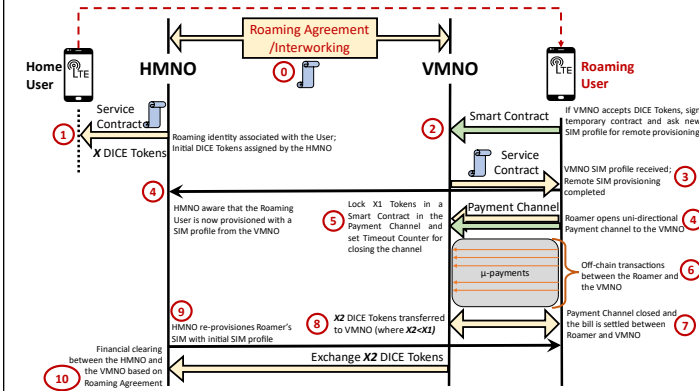 Roaming Agreement
/Interworking
0
Home
User
LTE
HMNO
VMNO
LTE
Roaming
User
1
Service
Contract
X DICE Tokens
Roaming identity associated with the User;
Initial DICE Tokens assigned by the HMNO
2
Smart Contract
If VMNO accepts DICE Tokens, sign
temporary contract and ask new
SIM profile for remote provisioning
Service
Contract
VMNO SIM profile received;
Remote SIM provisioning
completed
3
4
HMNO aware that the Roaming
User is now provisioned with a
SIM profile from the VMNO
5
Lock X1 Tokens in a
Smart Contract in the
Payment Channel and
set Timeout Counter for
closing the channel
Payment Channel
Roamer opens uni-directional
Payment channel to the VMNO
4
μ-payments
Off-chain transactions
between the Roamer and
the VMNO
6
9
HMNO re-provisiones Roamer's
SIM with initial SIM profile
8
X2 DICE Tokens transferred
to VMNO (where X2<X1)
Payment Channel closed and
the bill is settled between
Roamer and VMNO
7
Financial clearing
between the HMNO and
the VMNO based on
Roaming Agreement
10
Exchange X2 DICE Tokens